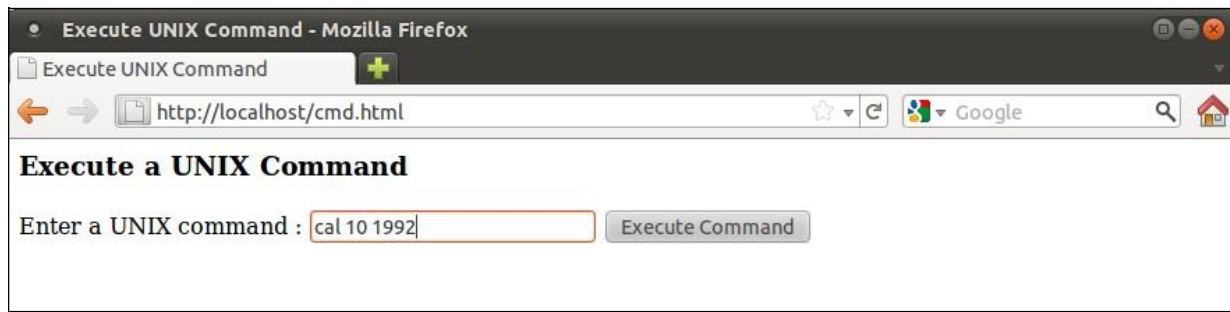 Execute UNIX Command - Mozilla Firefox
Execute UNIX Command
http://localhost/cmd.html
Google
Execute a UNIX Command
Enter a UNIX command : cal 10 1992 Execute Command